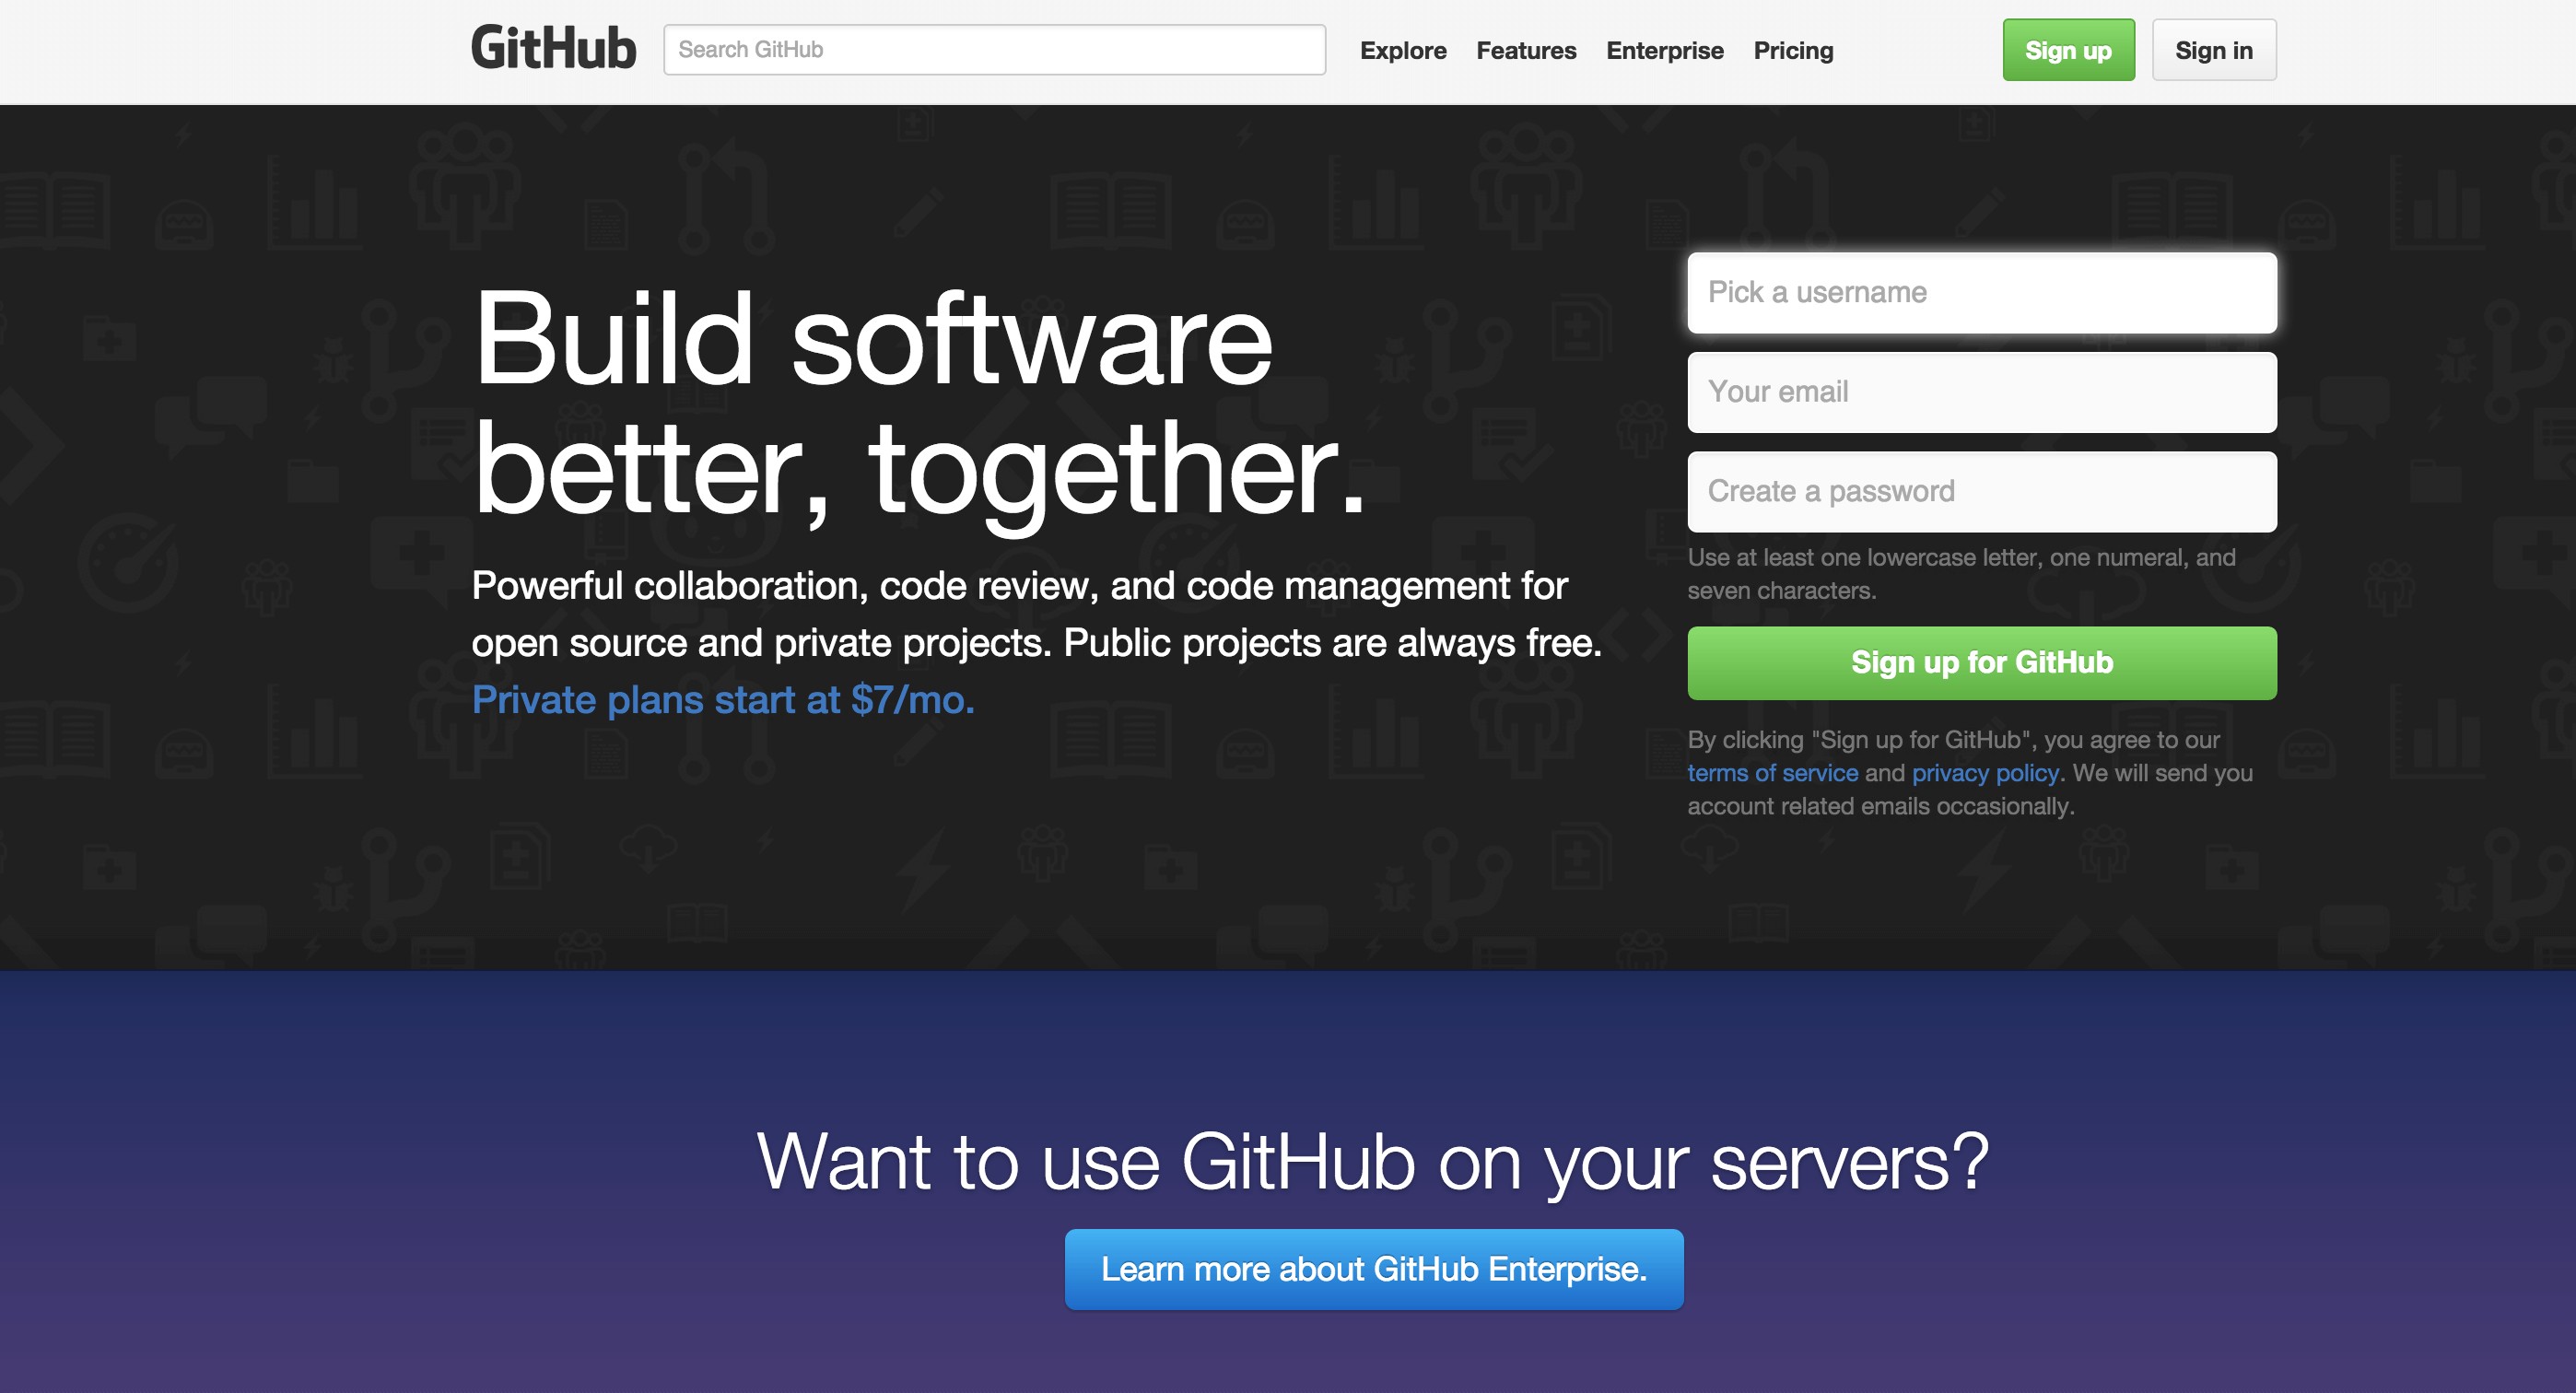 GitHub
Search GitHub
Explore
Features
Enterprise
Pricing
Sign up
Sign in
Build software
better, together.
Powerful collaboration, code review, and code management for
open source and private projects. Public projects are always free.
Private plans start at $7/mo.
Pick a username
Your email
Create a password
Use at least one lowercase letter, one numeral, and
seven characters.
Sign up for GitHub
By clicking "Sign up for GitHub", you agree to our
terms of service and privacy policy. We will send you
account related emails occasionally.
Want to use GitHub on your servers?
Learn more about GitHub Enterprise.